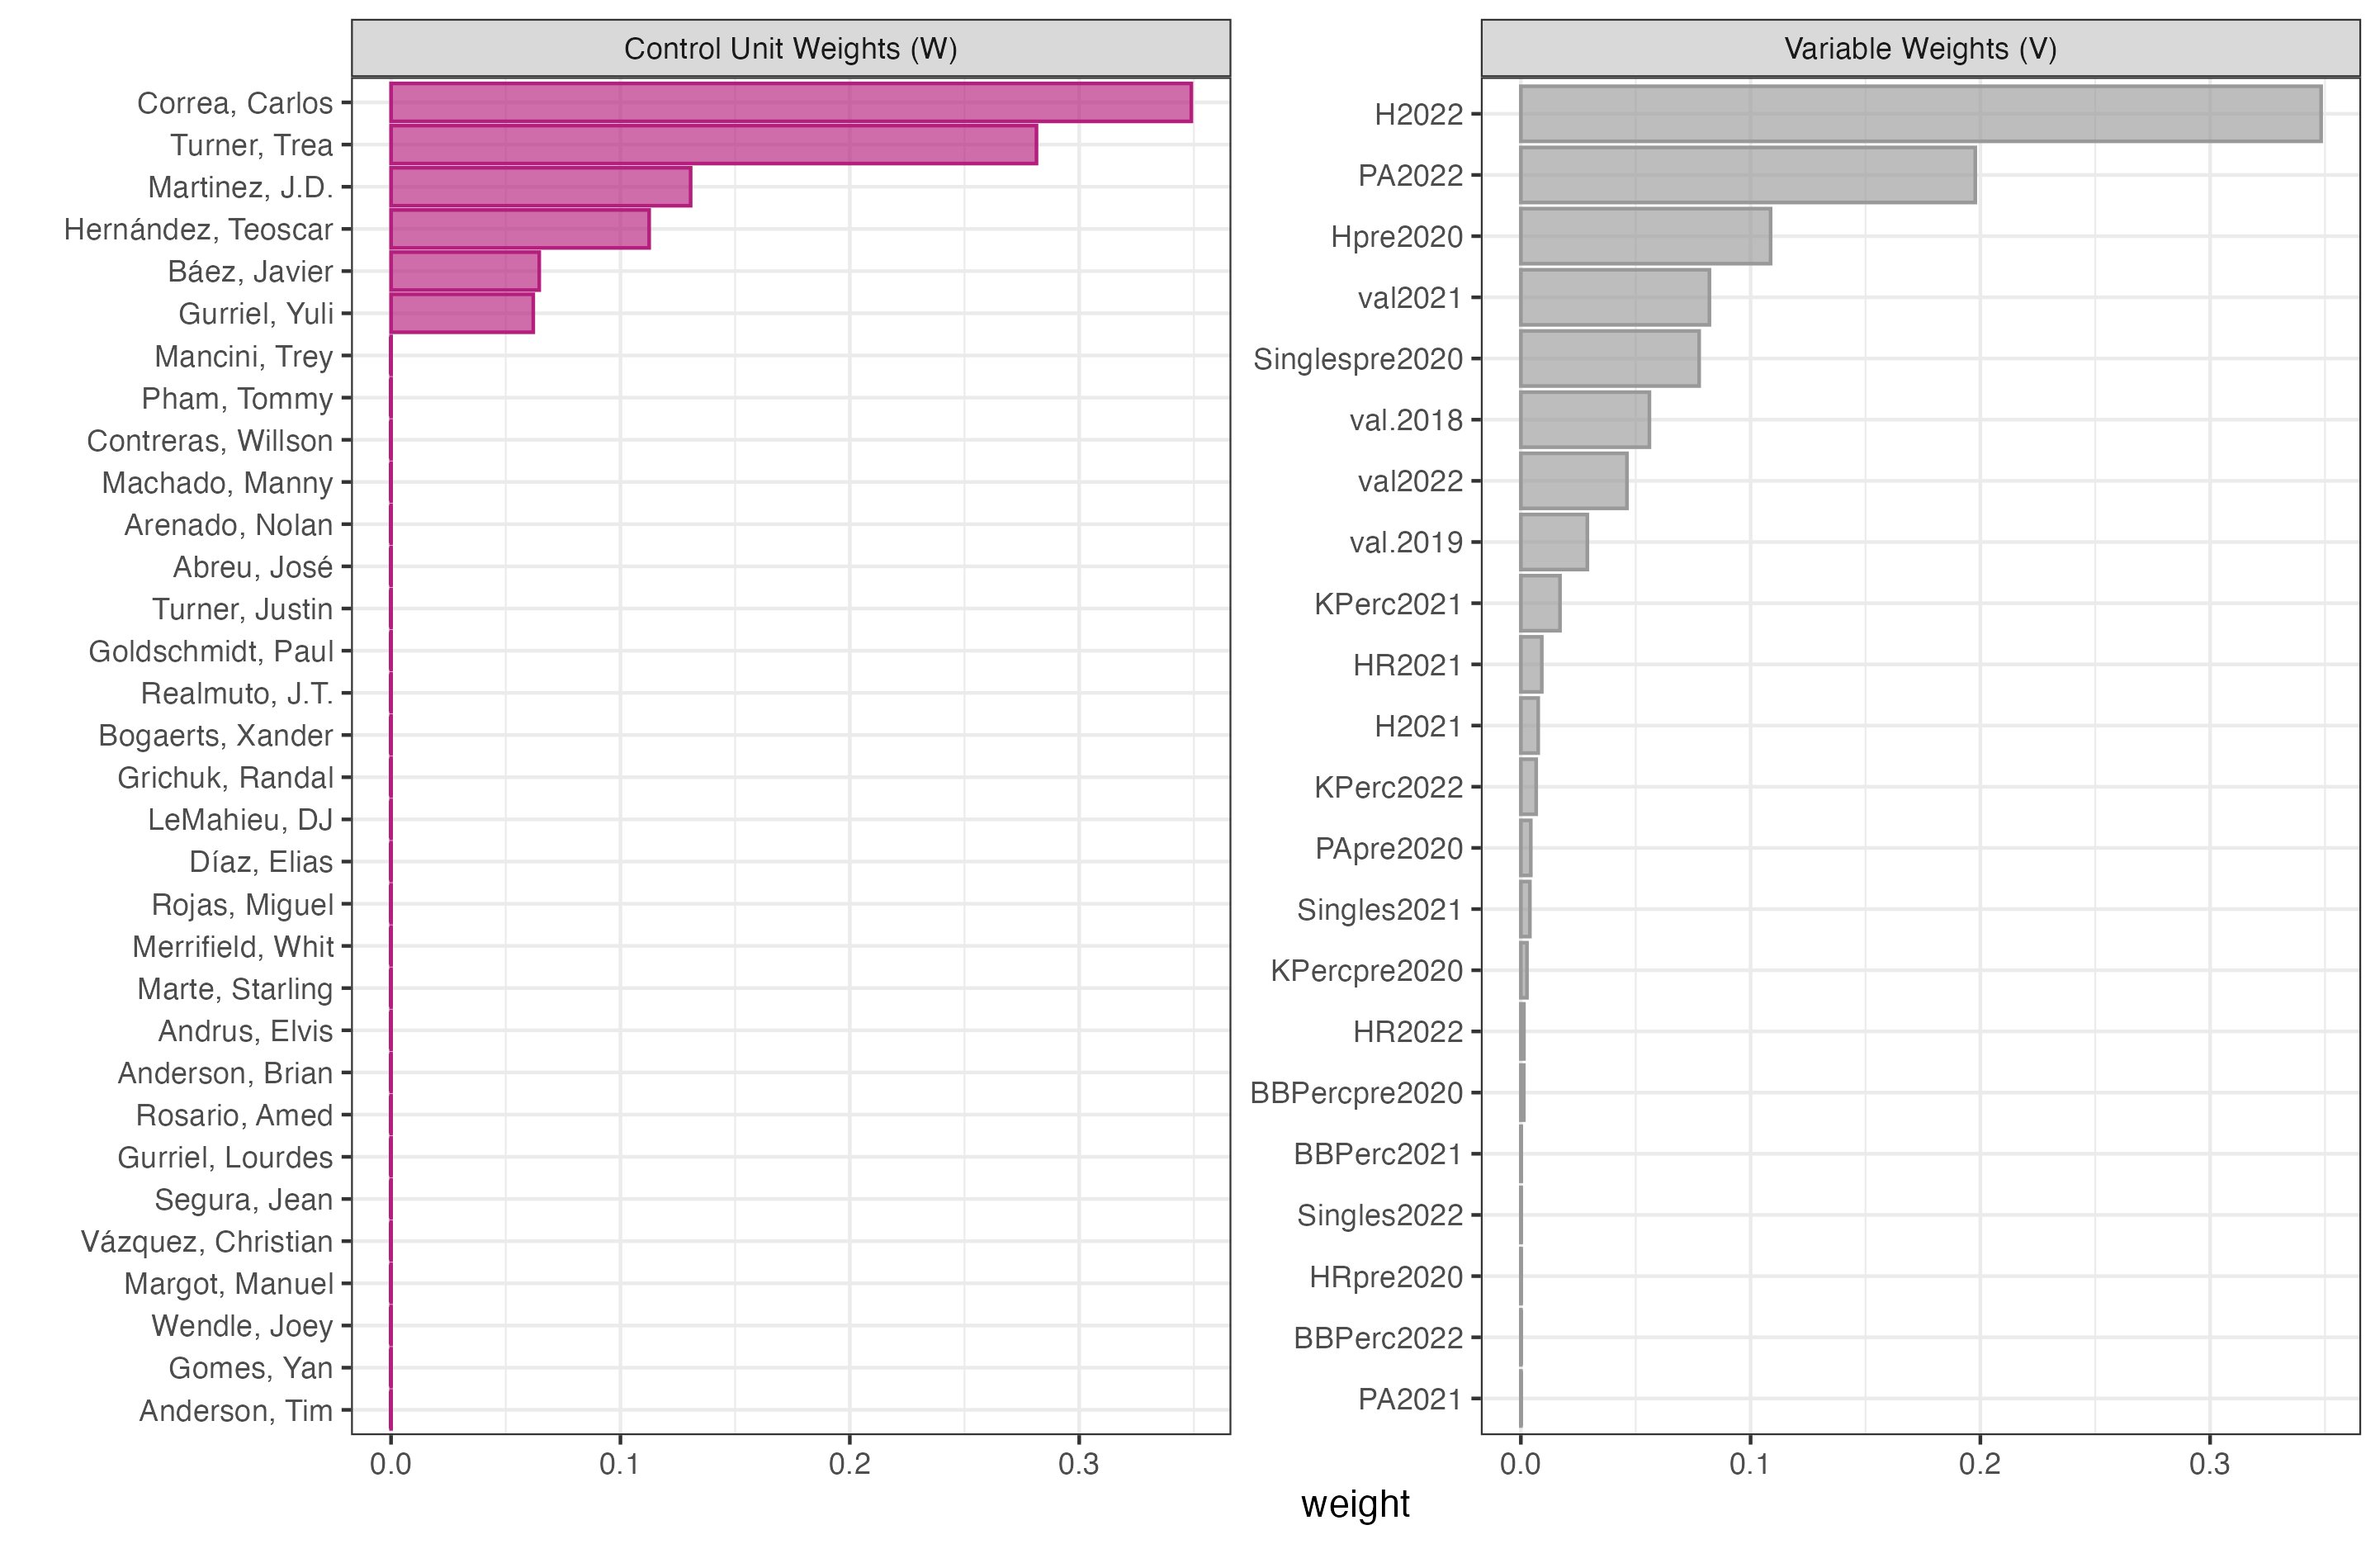 Control Unit Weights (W)
Correa, Carlos
Turner, Trea
Martinez, J.D.
Hernández, Teoscar
Báez, Javier
Gurriel, Yuli
Mancini, Trey
Pham, Tommy
Contreras, Willson
Machado, Manny
Arenado, Nolan
Abreu, José
Turner, Justin
Goldschmidt, Paul
Realmuto, J.T.
Bogaerts, Xander
Grichuk, Randal
LeMahieu, DJ
Díaz, Elias
Rojas, Miguel
Merrifield, Whit
Marte, Starling
Andrus, Elvis
Anderson, Brian
Rosario, Amed
Gurriel, Lourdes
Segura, Jean
Vázquez, Christian
Margot, Manuel
Wendle, Joey
Gomes, Yan
Anderson, Tim
0.0 0.1 0.2 0.3
Variable Weights (V)
H2022
PA2022
Hpre2020
val2021
Singlespre2020
val.2018
val2022
val.2019
KPerc2021
HR2021
H2021
KPerc2022
PApre2020
Singles2021
KPercpre2020
HR2022
BBPercpre2020
BBPerc2021
Singles2022
HRpre2020
BBPerc2022
PA2021
0.0 0.1 0.2 0.3
weight